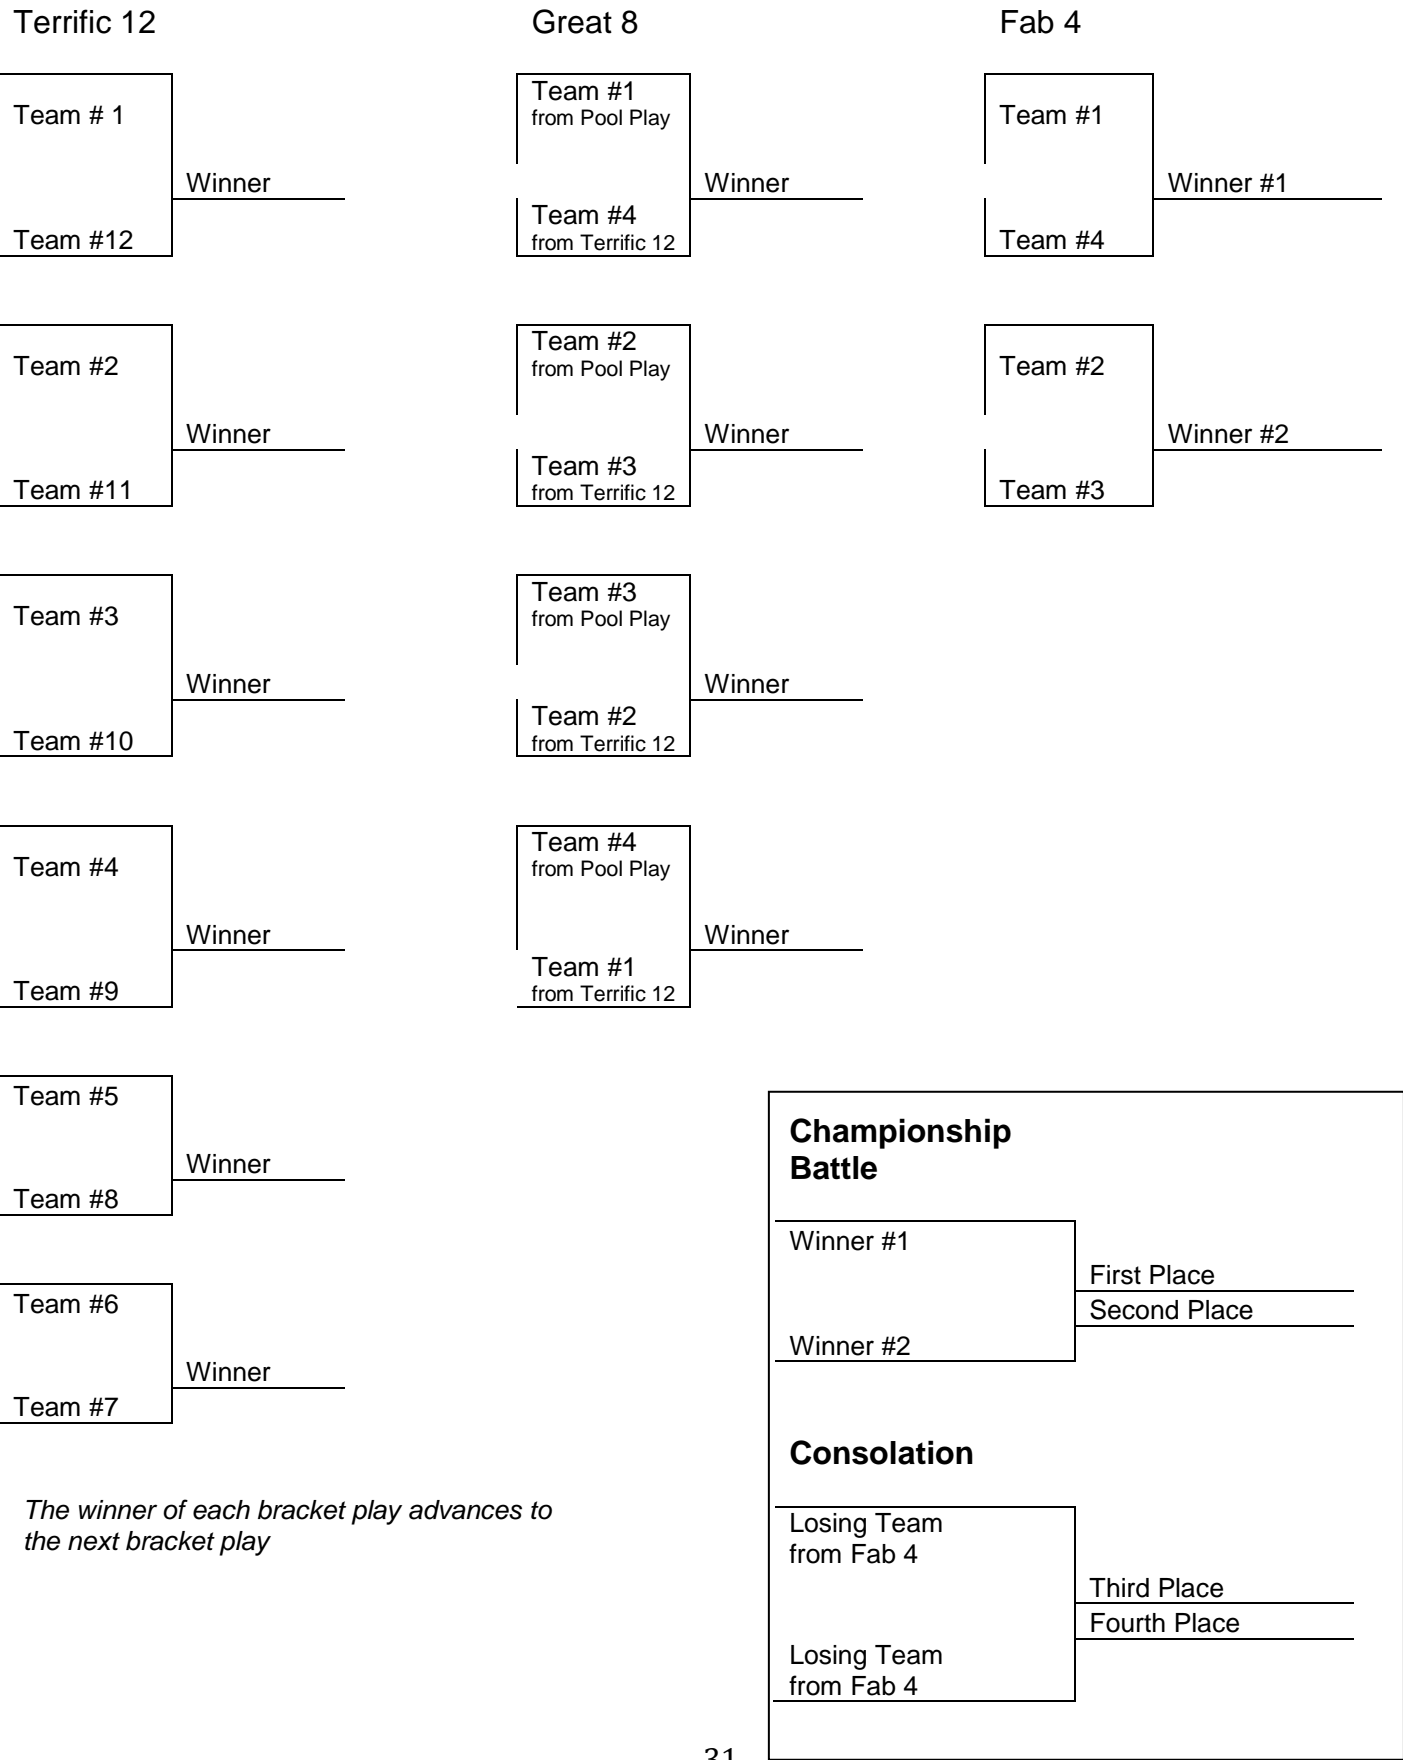 Terrific 12
Great 8
Fab 4
Team # 1
Winner
Team #12
Team #2
Winner
Team #11
Team #3
Winner
Team #10
Team #4
Winner
Team #9
Team #5
Winner
Team #8
Team #6
Winner
Team #7
Team #1
from Pool Play
Winner
Team #4
from Terrific 12
Team #2
from Pool Play
Winner
Team #3
from Terrific 12
Team #3
from Pool Play
Winner
Team #2
from Terrific 12
Team #4
from Pool Play
Winner
Team #1
from Terrific 12
Team #1
Winner #1
Team #4
Team #2
Winner #2
Team #3
Championship
Battle
Winner #1
First Place
Second Place
Winner #2
Consolation
Losing Team
from Fab 4
Third Place
Fourth Place
Losing Team
from Fab 4
The winner of each bracket play advances to
the next bracket play
31